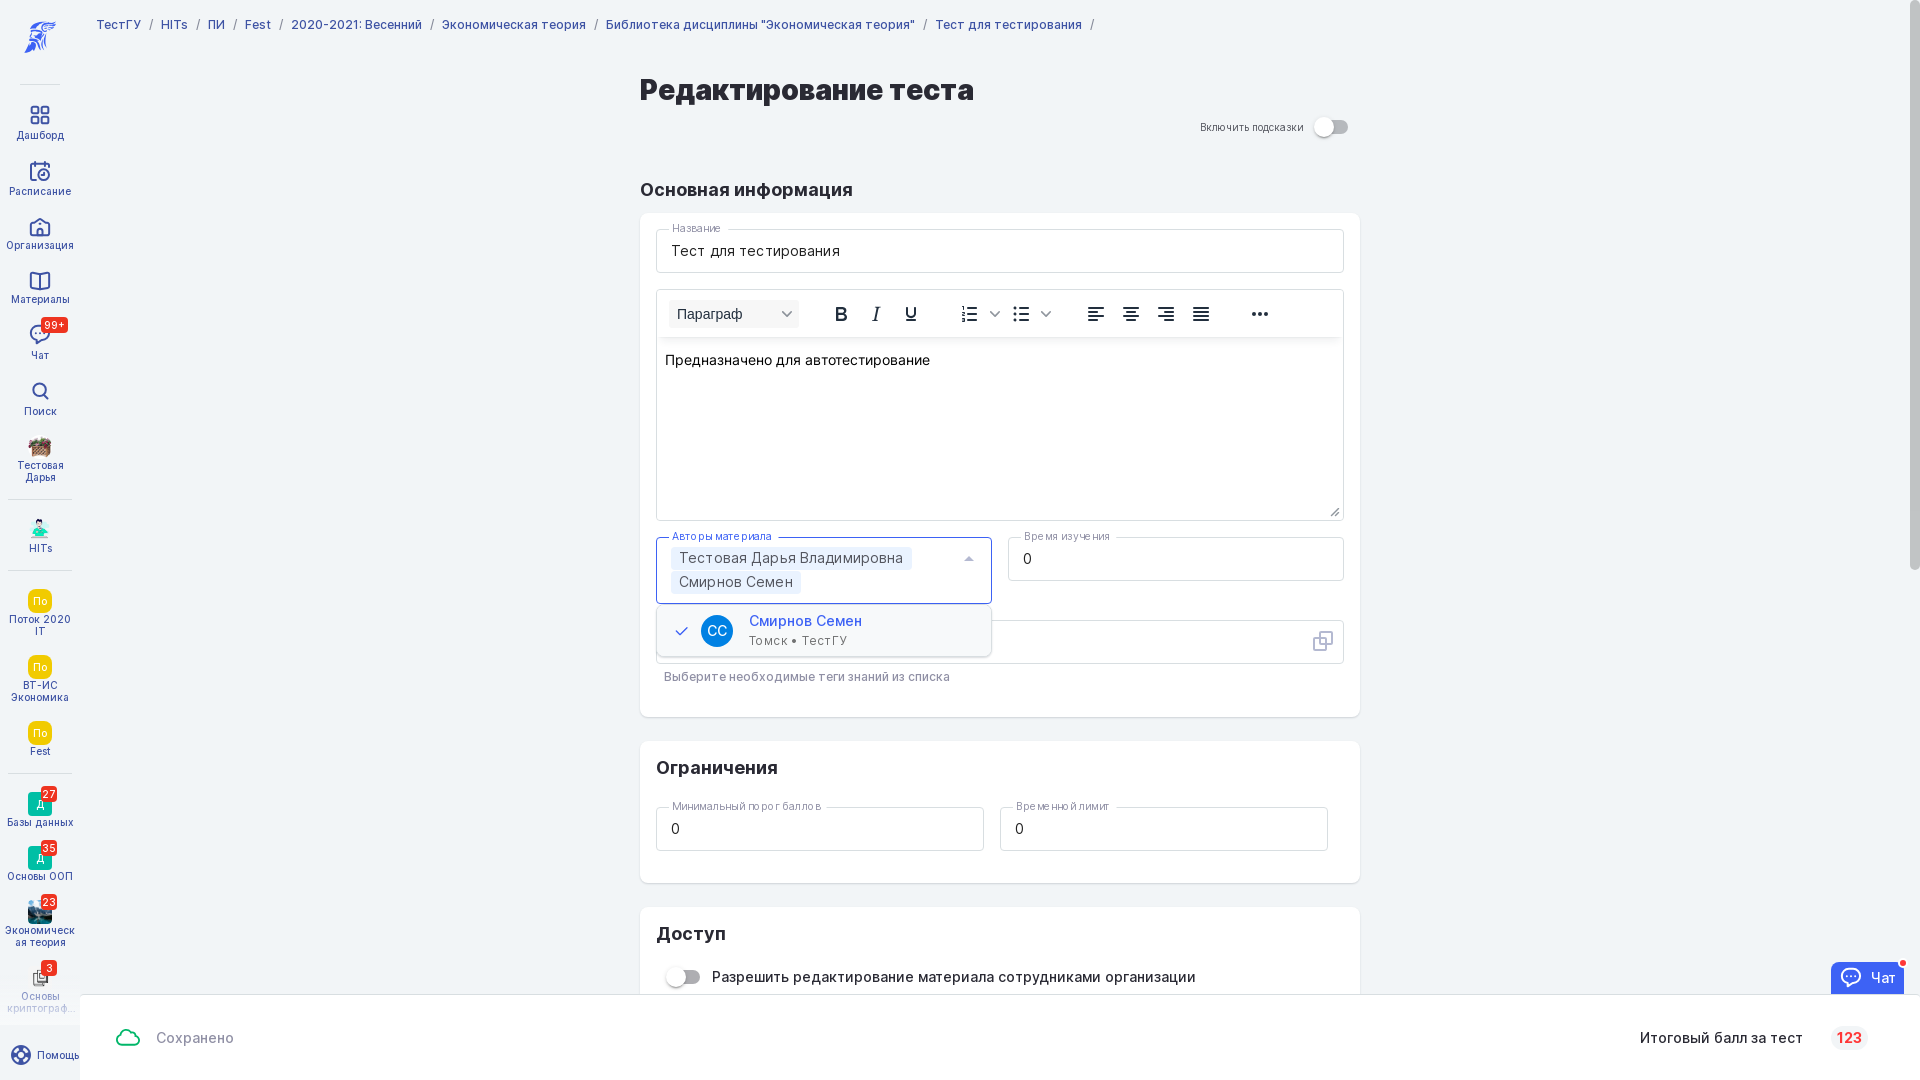 ТестГУ / HITs / ПИ / Fest / 2020-2021: Весенний / Экономическая теория / Библиотека дисциплины "Экономическая теория" / Тест для тестирования /
Дашборд
Расписание
Организация
Материалы
99+
Чат
Поиск
Тестовая
Дарья
HITs
По
Поток 2020
IT
По
ВТ-ИС
Экономика
По
Fest
27
Д
Базы данных
35
Д
Основы ООП
23
Экономическ
ая теория
3
Основы
криптограф...
Помощь
Редактирование теста
Включить подсказки
Основная информация
Название
Тест для тестирования
Параграф
Предназначено для автотестирование
Авторы материала
Тестовая Дарья Владимировна
Смирнов Семен
Время изучения
0
СС
Смирнов Семен
Томск • ТестГУ
Выберите необходимые теги знаний из списка
Ограничения
Минимальный порог баллов
0
Временной лимит
0
Доступ
Разрешить редактирование материала сотрудниками организации
Чат
Сохранено
Итоговый балл за тест
123